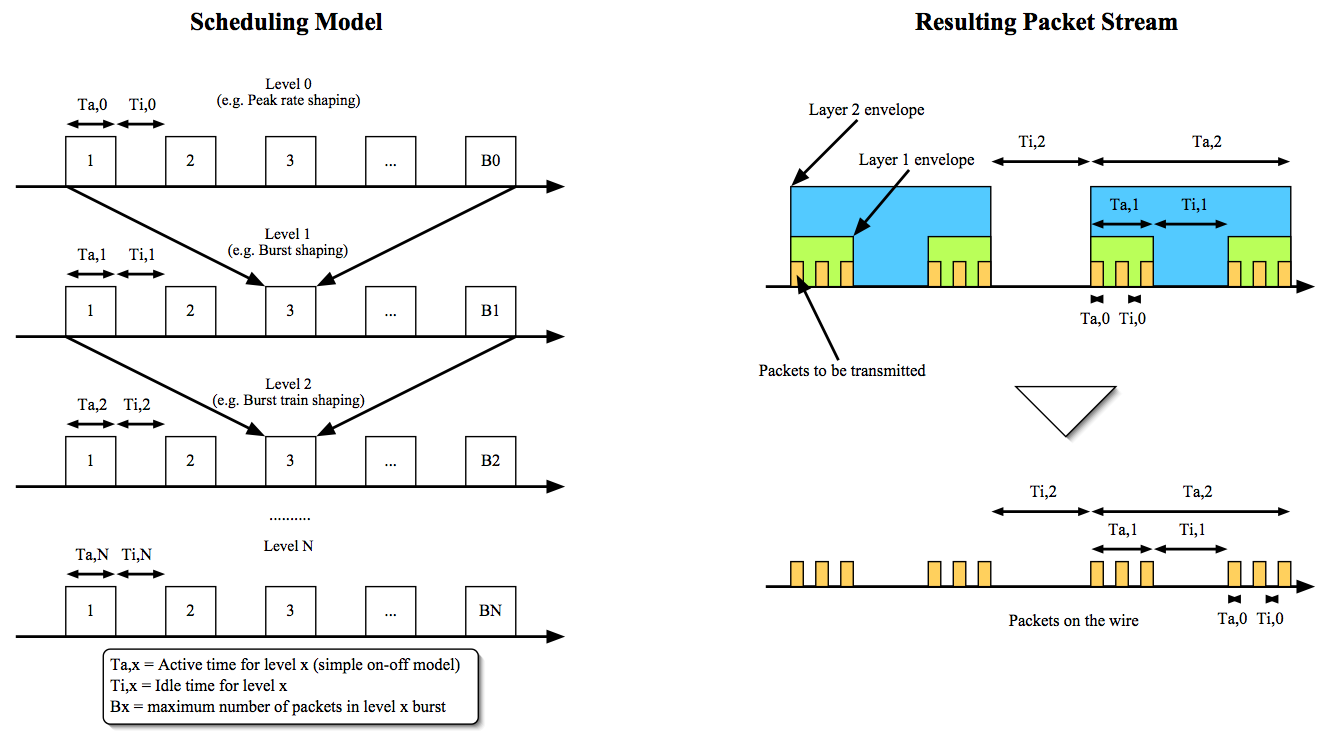 Scheduling Model
Level 0
(e.g. Peak rate shaping)
Ta,0 Ti,0
1 2 3 ... B0
Level 1
(e.g. Burst shaping)
Ta,1 Ti,1
1 2 3 ... B1
Level 2
(e.g. Burst train shaping)
Ta,2 Ti,2
1 2 3 ... B2
..........
Level N
Ta,N Ti,N
1 2 3 ... BN
Ta,x = Active time for level x (simple on-off model)
Ti,x = Idle time for level x
Bx = maximum number of packets in level x burst
Resulting Packet Stream
Layer 2 envelope
Ti,2 Ta,2
Layer 1 envelope
Ta,1 Ti,1
Ta,0 Ti,0
Packets to be transmitted
Ti,2 Ta,2
Ta,1 Ti,1
Packets on the wire
Ta,0 Ti,0